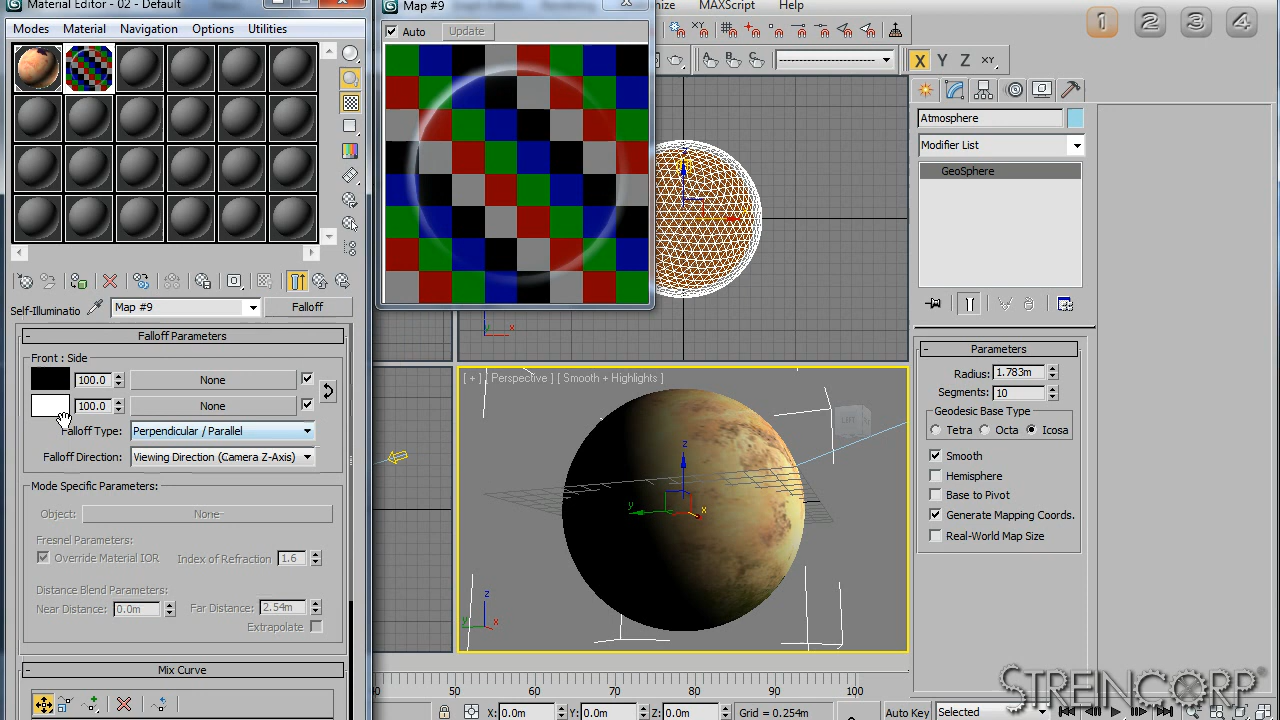 Material Editor - 02 - Default
Modes Material Navigation Options Utilities
Self-Illuminatio
Map #9
Falloff
- Falloff Parameters
Front : Side
100.0 None
100.0 None
Falloff Type: Perpendicular / Parallel
Falloff Direction: Viewing Direction (Camera Z-Axis)
Mode Specific Parameters:
Object: None
Fresnel Parameters:
Override Material IOR Index of Refraction 1.6
Distance Blend Parameters:
Near Distance: 0.0m Far Distance: 2.54m
Extrapolate
- Mix Curve
Map #9
Auto Update
MAXScript Help
X Y Z XY
1 2 3 4
x
y
[ + ] [ Perspective ] [ Smooth + Highlights ]
LEFT
z
y
x
z
y x
50 60 70 80 90 100
X: 0.0m Y: 0.0m Z: 0.0m Grid = 0.254m Auto Key Selected
Atmosphere
Modifier List
GeoSphere
- Parameters
Radius: 1.783m
Segments: 10
Geodesic Base Type
Tetra Octa Icosa
Smooth
Hemisphere
Base to Pivot
Generate Mapping Coords.
Real-World Map Size
STREINCORP